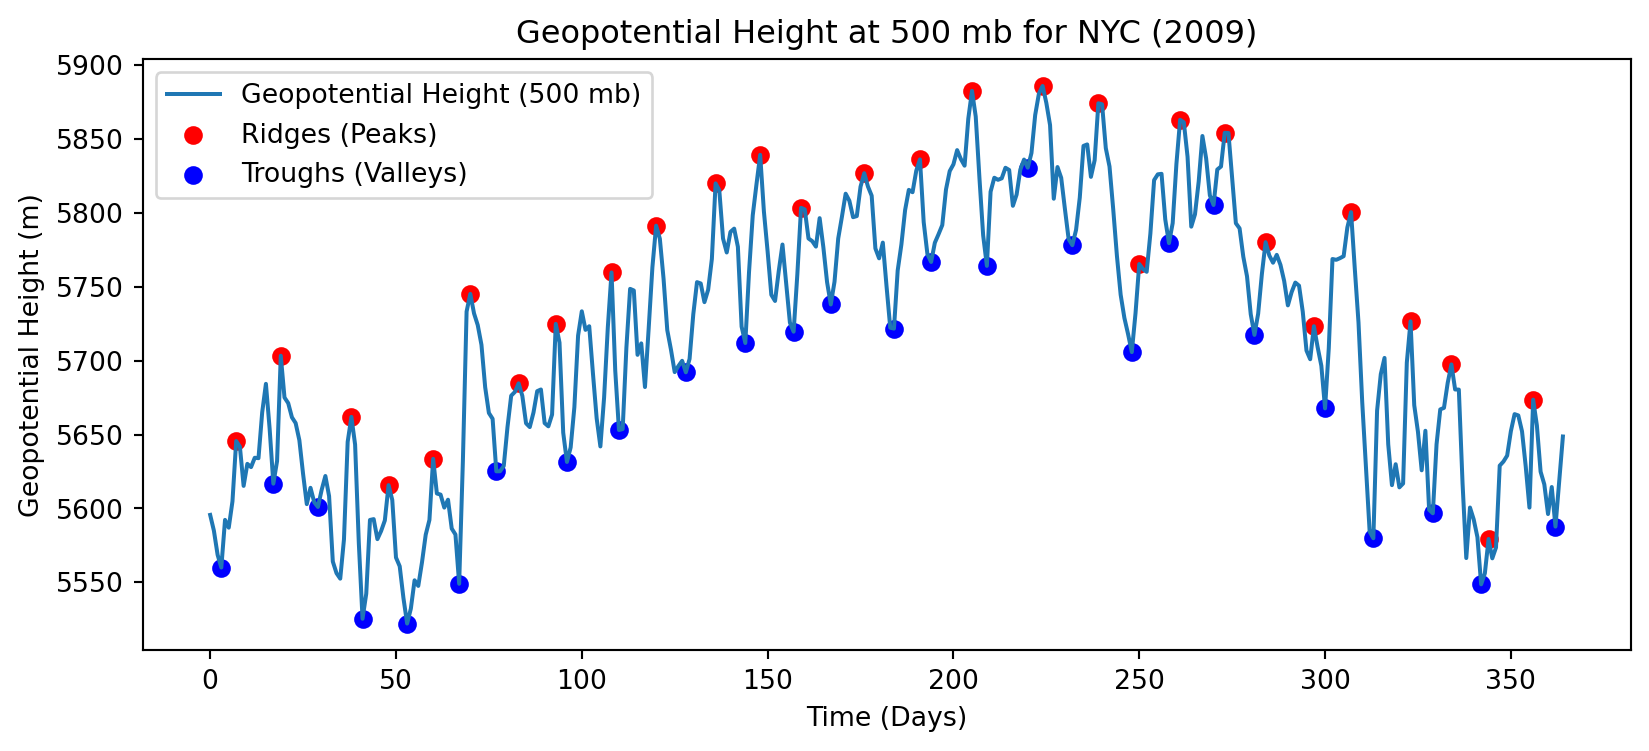 Geopotential Height at 500 mb for NYC (2009)
Geopotential Height (500 mb)
Ridges (Peaks)
Troughs (Valleys)
Geopotential Height (m)
5900
5850
5800
5750
5700
5650
5600
5550
0 50 100 150 200 250 300 350
Time (Days)